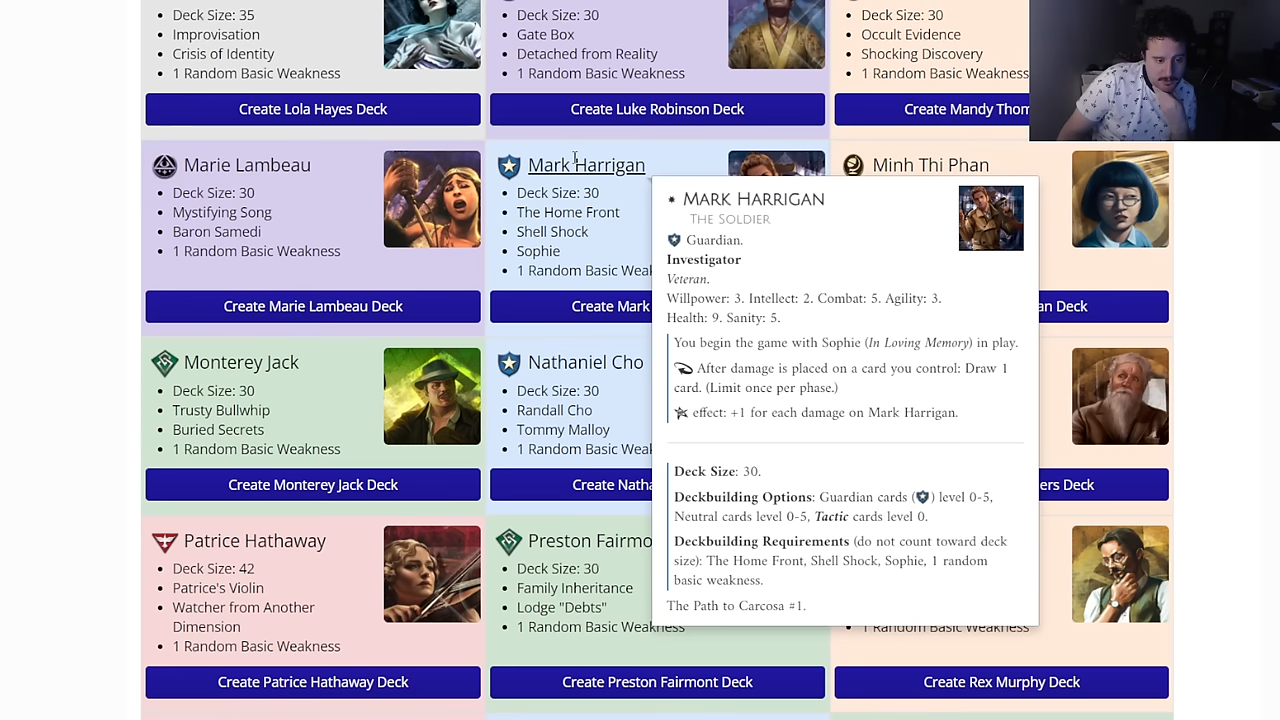 Deck Size: 35
Improvisation
Crisis of Identity
1 Random Basic Weakness
Create Lola Hayes Deck
Deck Size: 30
Gate Box
Detached from Reality
1 Random Basic Weakness
Create Luke Robinson Deck
Deck Size: 30
Occult Evidence
Shocking Discovery
1 Random Basic Weakness
Create Mandy
Marie Lambeau
Deck Size: 30
Mystifying Song
Baron Samedi
1 Random Basic Weakness
Create Marie Lambeau Deck
Mark Harrigan
Deck Size: 30
The Home Front
Shell Shock
Sophie
1 Random Basic
Create Mark
Minh Thi Phan
Deck
MARK HARRIGAN
THE SOLDIER
Guardian.
Investigator
Veteran.
Willpower: 3. Intellect: 2. Combat: 5. Agility: 3.
Health: 9. Sanity: 5.
You begin the game with Sophie (In Loving Memory) in play.
After damage is placed on a card you control: Draw 1
card. (Limit once per phase.)
effect: +1 for each damage on Mark Harrigan.
Deck Size: 30.
Deckbuilding Options: Guardian cards () level 0-5,
Neutral cards level 0-5, Tactic cards level 0.
Deckbuilding Requirements (do not count toward deck
size): The Home Front, Shell Shock, Sophie, 1 random
basic weakness.
The Path to Carcosa #1.
Monterey Jack
Deck Size: 30
Trusty Bullwhip
Buried Secrets
1 Random Basic Weakness
Create Monterey Jack Deck
Nathaniel Cho
Deck Size: 30
Randall Cho
Tommy Malloy
1 Random Basic
Create
Deck
Patrice Hathaway
Deck Size: 42
Patrice's Violin
Watcher from Another
Dimension
1 Random Basic Weakness
Create Patrice Hathaway Deck
Preston
Deck Size: 30
Family Inheritance
Lodge "Debts"
1 Random Basic Weakness
Create Preston Fairmont Deck
1 Random Basic Weakness
Create Rex Murphy Deck